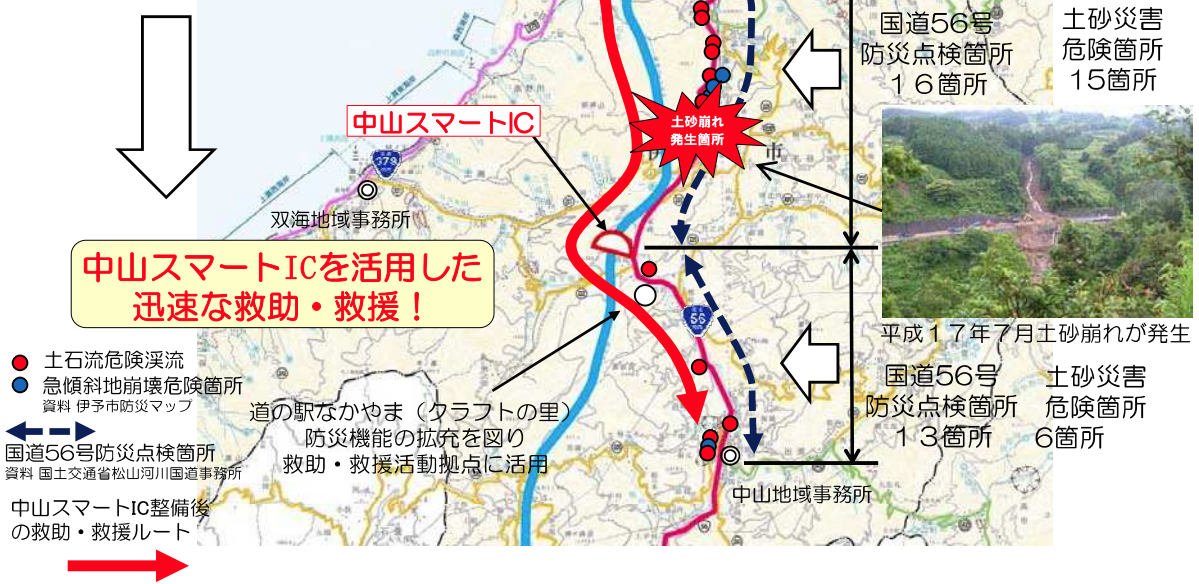 国道56号
防災点検箇所
１６箇所
土砂災害
危険箇所
15箇所
土砂崩れ
発生箇所
市
中山スマートIC
378
双海地域事務所
中山スマートICを活用した
迅速な救助・救援！
平成１７年７月土砂崩れが発生
56
国道56号
防災点検箇所
１３箇所
土砂災害
危険箇所
6箇所
土石流危険渓流
急傾斜地崩壊危険箇所
資料 伊予市防災マップ
国道56号防災点検箇所
資料 国土交通省松山河川国道事務所
道の駅なかやま（クラフトの里）
防災機能の拡充を図り
救助・救援活動拠点に活用
中山地域事務所
中山スマートIC整備後
の救助・救援ルート